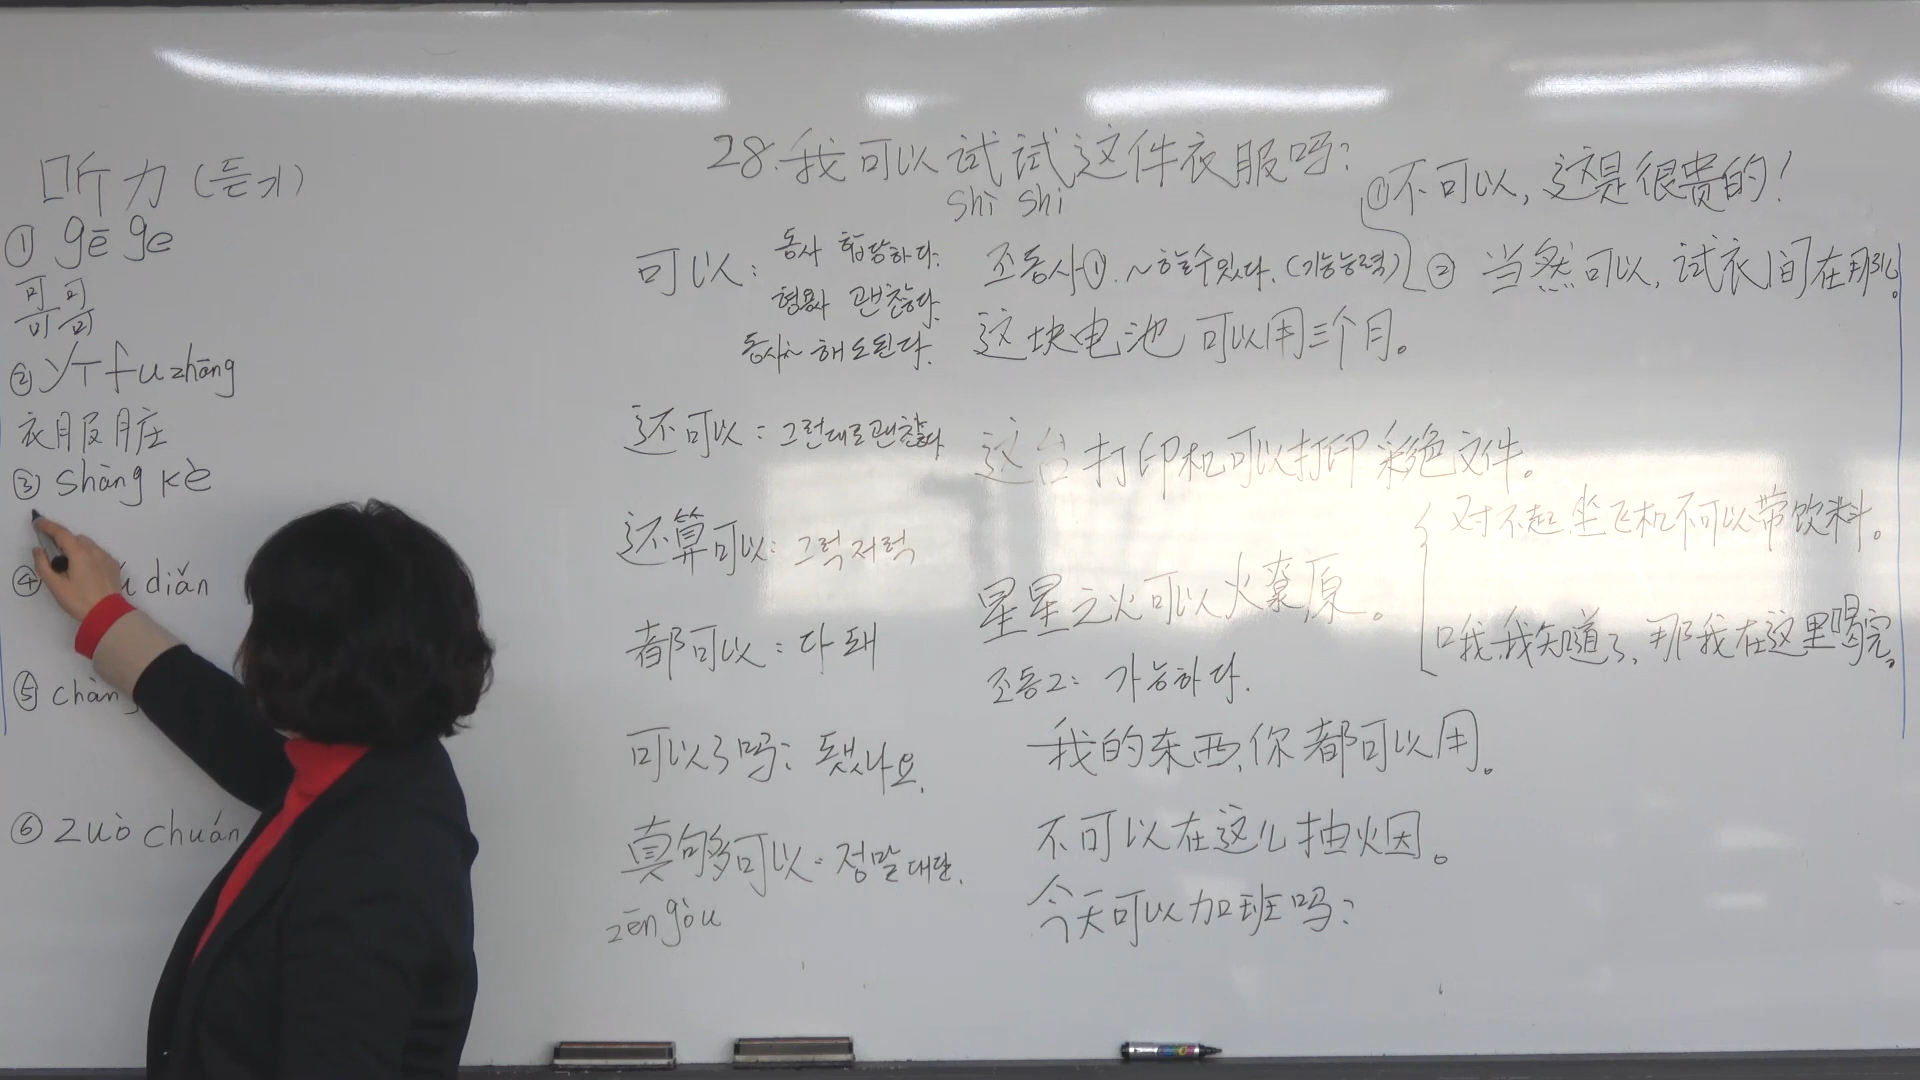 听力(듣기)
① gē ge
哥哥
② yī fu zhāng
衣服脏
③ shàng kè
④ diǎn
⑤ chàng
⑥ zuò chuán
28. 我可以试试这件衣服吗?
shì shi
①不可以,这是很贵的!
② 当然可以,试衣间在那儿。
可以: 동사 합당하다.
형용사 괜찮다.
동사 해도된다.
조동사①. ~할수있다. (기능능력)
这块电池可以用三个月。
还可以: 그런대로괜찮다
这台打印机可以打印彩色文件。
还算可以: 그럭저럭
星星之火可以火燎原。
对不起, 坐飞机不可以带饮料。
哦,我知道了, 那我在这里喝完。
都可以: 다 돼
조동2: 가능하다.
可以了吗: 됐나요.
我的东西,你都可以用。
真够可以: 정말 대단.
zēn gòu
不可以在这儿抽烟。
今天可以加班吗?